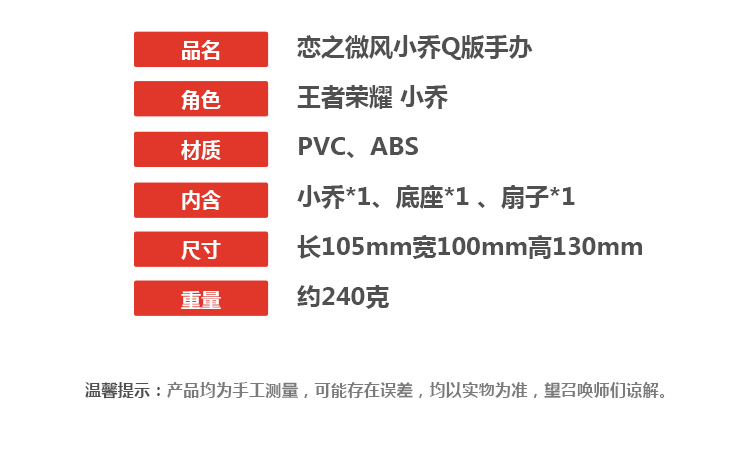 品名 恋之微风小乔Q版手办
角色 王者荣耀 小乔
材质 PVC、ABS
内含 小乔*1、底座*1 、扇子*1
尺寸 长105mm宽100mm高130mm
重量 约240克
温馨提示：产品均为手工测量，可能存在误差，均以实物为准，望召唤师们谅解。